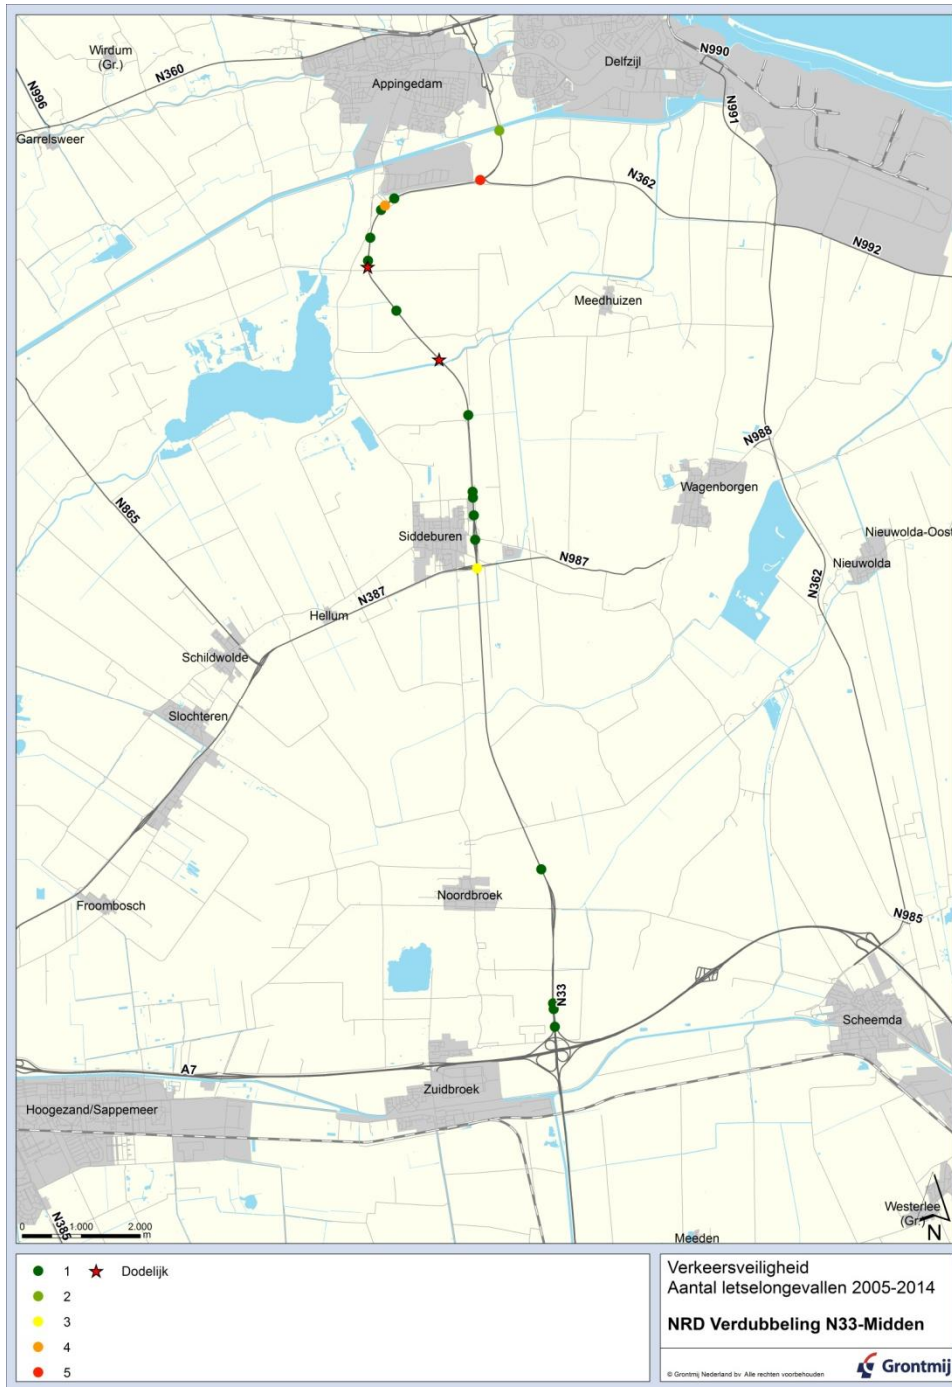 Wirdum
(Gr.)
N360
N996
Garrelsweer
Appingedam
Delfzijl
N990
N991
N362
N992
Meedhuizen
N865
Siddeburen
N987
N387
Hellum
Schildwolde
Slochteren
Froombosch
Wagenborgen
N988
Nieuwolda-Oost
Nieuwolda
N362
Noordbroek
N985
N33
Scheemda
A7
Zuidbroek
Hoogezand/Sappemeer
N385
Westerlee
(Gr.)
Meeden
N
0 1.000 2.000
m
1 Dodelijk
2
3
4
5
Verkeersveiligheid
Aantal letselongevallen 2005-2014
NRD Verdubbeling N33-Midden
© Grontmij Nederland bv Alle rechten voorbehouden
Grontmij